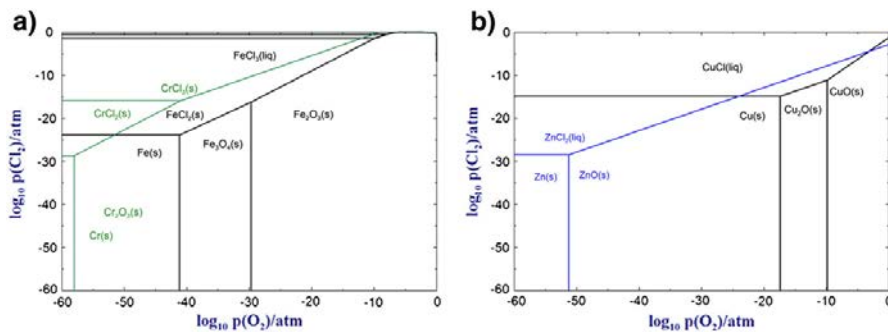 a)
b)
0
-10
-20
-30
-40
-50
-60
log₁₀ p(Cl₂)/atm
FeCl₃(liq)
CrCl₃(s)
CrCl₂(s)
FeCl₂(s)
Fe₂O₃(s)
Fe(s)
Fe₃O₄(s)
Cr₂O₃(s)
Cr(s)
-60 -50 -40 -30 -20 -10 0
log₁₀ p(O₂)/atm
0
-10
-20
-30
-40
-50
-60
log₁₀ p(Cl₂)/atm
CuCl(liq)
CuO(s)
Cu₂O(s)
Cu(s)
ZnCl₂(liq)
Zn(s) ZnO(s)
-60 -50 -40 -30 -20 -10 0
log₁₀ p(O₂)/atm